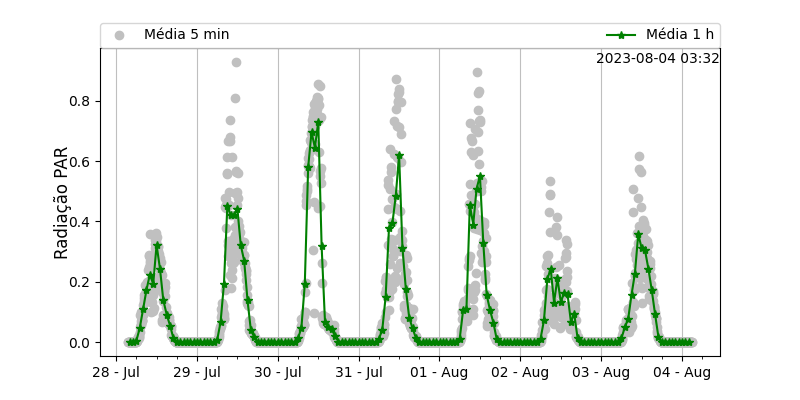 Média 5 min
Média 1 h
2023-08-04 03:32
Radiação PAR
0.8
0.6
0.4
0.2
0.0
28 - Jul
29 - Jul
30 - Jul
31 - Jul
01 - Aug
02 - Aug
03 - Aug
04 - Aug